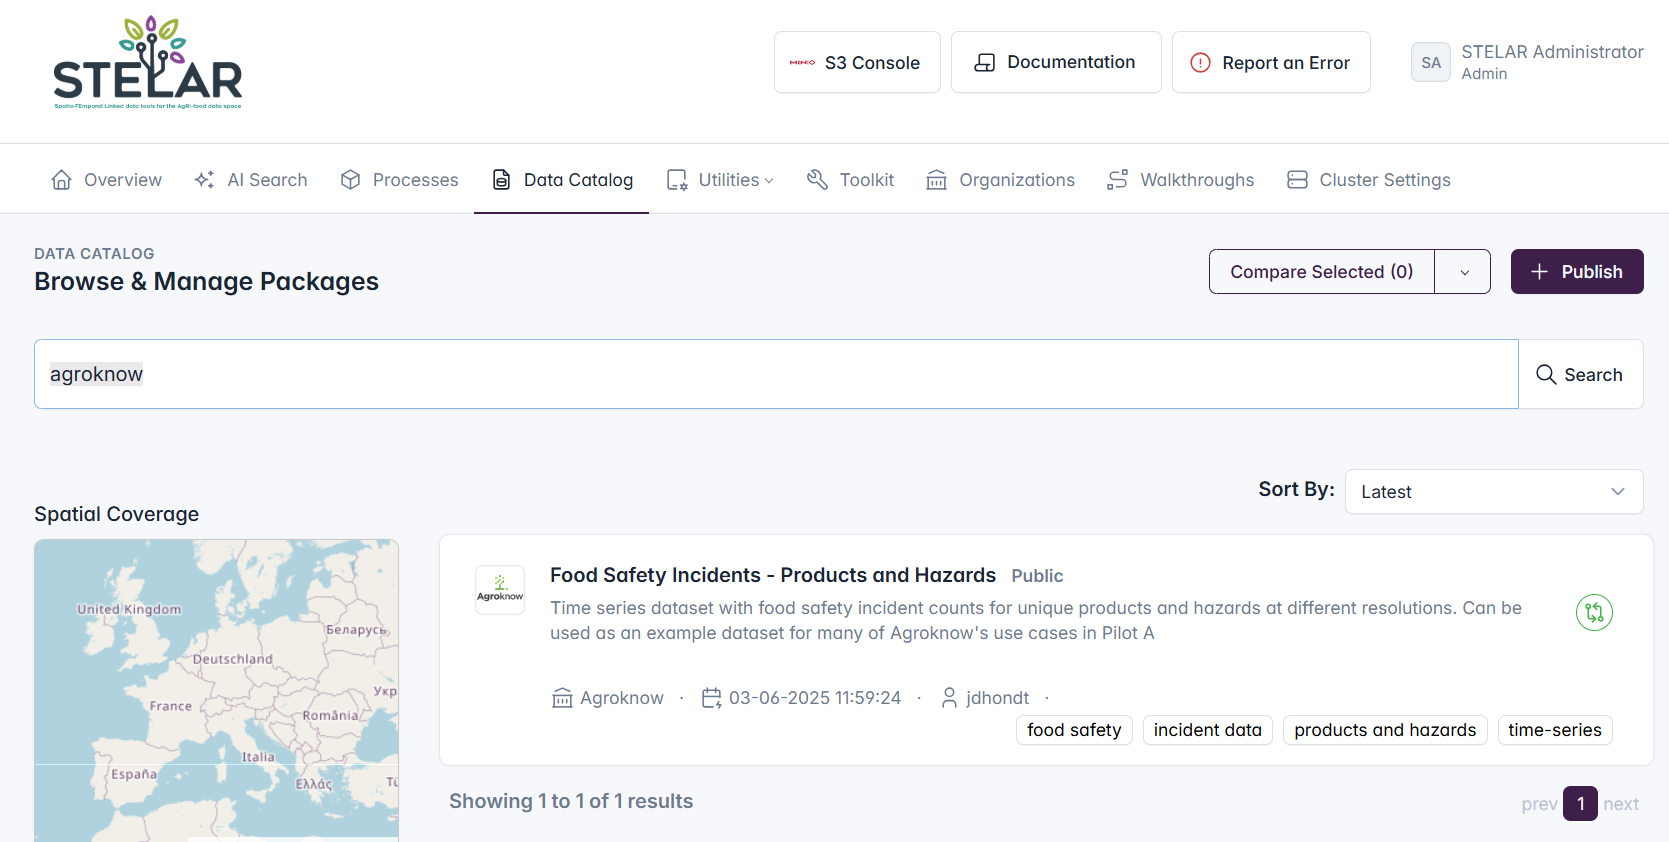 STELAR
Spatio-TEmporal Linked data tools for the AgRi-food data space
MINIO S3 Console
Documentation
Report an Error
SA
STELAR Administrator
Admin
Overview
AI Search
Processes
Data Catalog
Utilities
Toolkit
Organizations
Walkthroughs
Cluster Settings
DATA CATALOG
Browse & Manage Packages
Compare Selected (0)
Publish
agroknow
Search
Sort By:
Latest
Spatial Coverage
United Kingdom
Беларусь
Deutschland
Укр
France
România
Italia
España
Ελλάς
Tü
Agroknow
Food Safety Incidents - Products and Hazards Public
Time series dataset with food safety incident counts for unique products and hazards at different resolutions. Can be
used as an example dataset for many of Agroknow's use cases in Pilot A
Agroknow · 03-06-2025 11:59:24 · jdhondt ·
food safety
incident data
products and hazards
time-series
Showing 1 to 1 of 1 results
prev 1 next